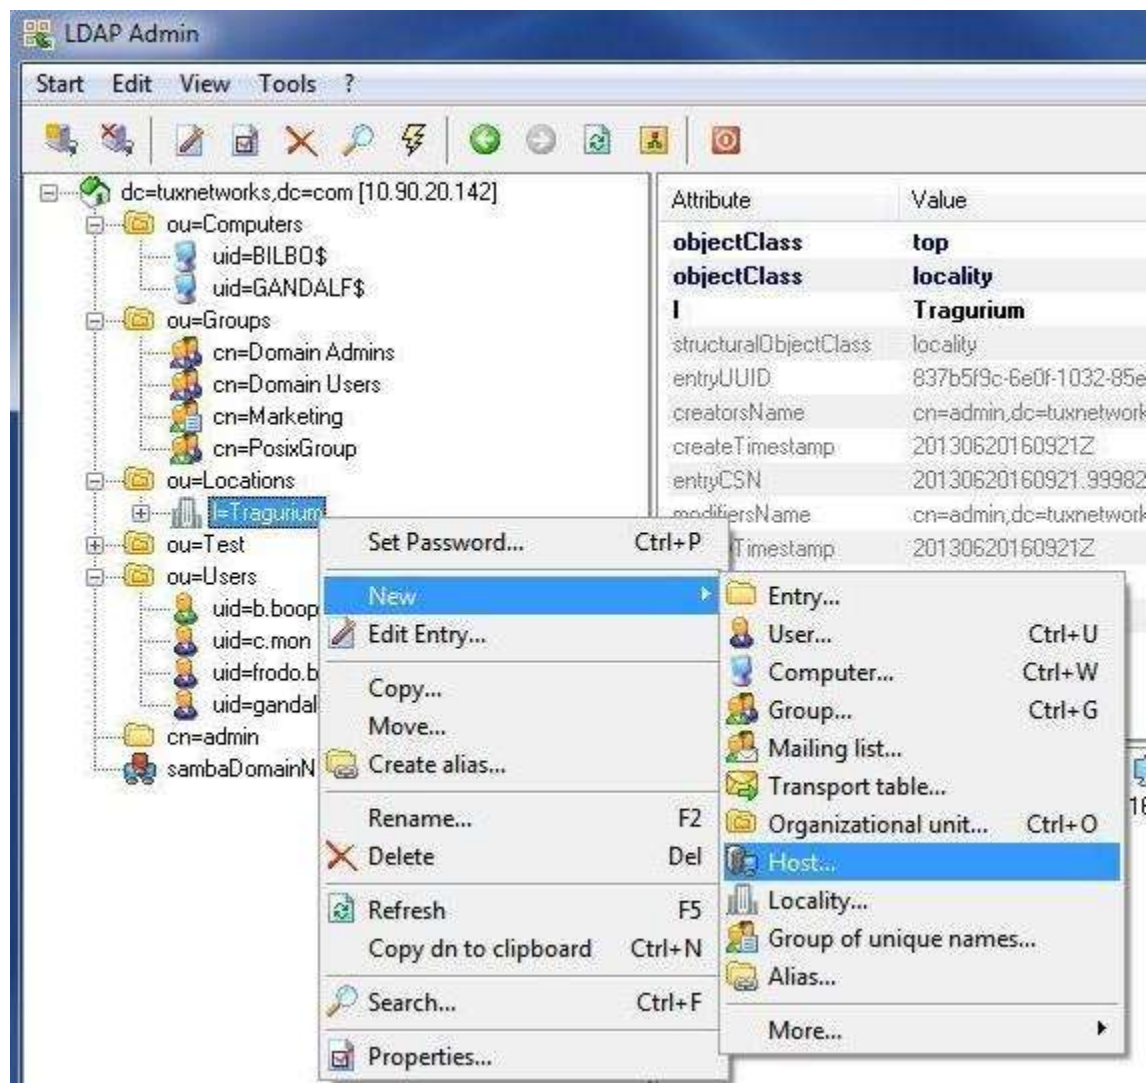 LDAP Admin
Start Edit View Tools ?
dc=tuxnetworks,dc=com [10.90.20.142]
ou=Computers
uid=BILBO$
uid=GANDALF$
ou=Groups
cn=Domain Admins
cn=Domain Users
cn=Marketing
cn=PosixGroup
ou=Locations
l=Tragurium
ou=Test
ou=Users
uid=b.boop
uid=c.mon
uid=frodo.b
uid=gandal
cn=admin
sambaDomainN
Attribute Value
objectClass top
objectClass locality
l Tragurium
structuralObjectClass locality
entryUUID 837b5f9c-6e0f-1032-85e
creatorsName cn=admin,dc=tuxnetwork
createTimestamp 20130620160921Z
entryCSN 20130620160921.99982
modifiersName cn=admin,dc=tuxnetwork
Timestamp 20130620160921Z
Set Password... Ctrl+P
New
Edit Entry...
Copy...
Move...
Create alias...
Rename... F2
Delete Del
Refresh F5
Copy dn to clipboard Ctrl+N
Search... Ctrl+F
Properties...
Entry...
User... Ctrl+U
Computer... Ctrl+W
Group... Ctrl+G
Mailing list...
Transport table...
Organizational unit... Ctrl+O
Host...
Locality...
Group of unique names...
Alias...
More...